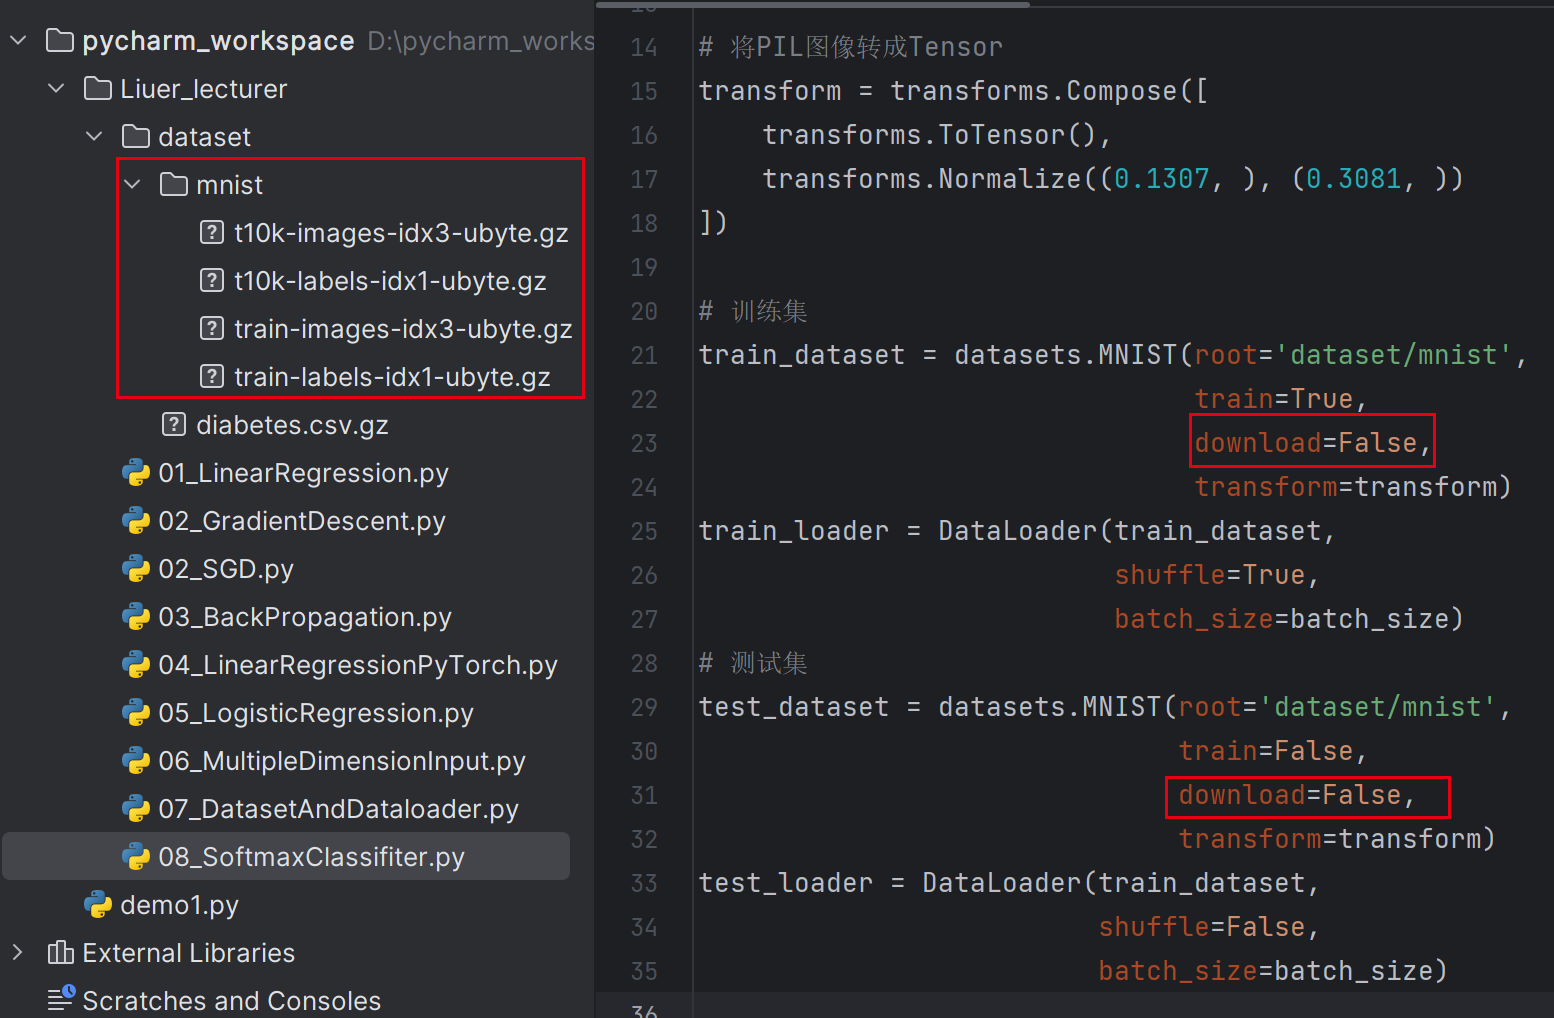 pycharm_workspace D:\pycharm_works
Liuer_lecturer
dataset
mnist
t10k-images-idx3-ubyte.gz
t10k-labels-idx1-ubyte.gz
train-images-idx3-ubyte.gz
train-labels-idx1-ubyte.gz
diabetes.csv.gz
01_LinearRegression.py
02_GradientDescent.py
02_SGD.py
03_BackPropagation.py
04_LinearRegressionPyTorch.py
05_LogisticRegression.py
06_MultipleDimensionInput.py
07_DatasetAndDataloader.py
08_SoftmaxClassifiter.py
demo1.py
External Libraries
Scratches and Consoles
14 # 将PIL图像转成Tensor
15 transform = transforms.Compose([
16     transforms.ToTensor(),
17     transforms.Normalize((0.1307, ), (0.3081, ))
18 ])
19
20 # 训练集
21 train_dataset = datasets.MNIST(root='dataset/mnist',
22                                train=True,
23                                download=False,
24                                transform=transform)
25 train_loader = DataLoader(train_dataset,
26                           shuffle=True,
27                           batch_size=batch_size)
28 # 测试集
29 test_dataset = datasets.MNIST(root='dataset/mnist',
30                               train=False,
31                               download=False,
32                               transform=transform)
33 test_loader = DataLoader(train_dataset,
34                          shuffle=False,
35                          batch_size=batch_size)
36